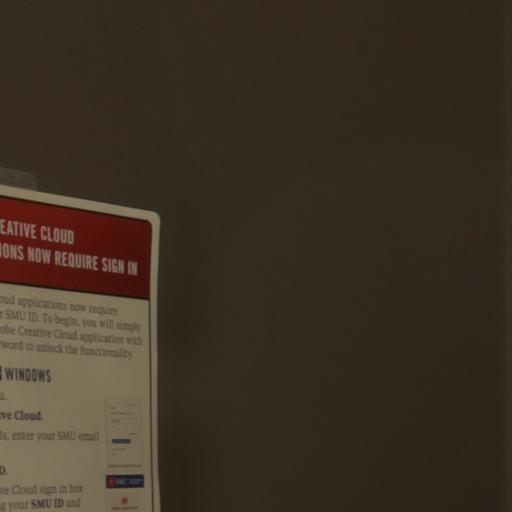 EATIVE CLOUD
IONS NOW REQUIRE SIGN IN
oud applications now require
r SMU ID. To begin, you will simply
obe Creative Cloud application with
word to unlock the functionality.
WINDOWS
ive Cloud.
ds, enter your SMU email
D.
ve Cloud sign in box
g your SMU ID and